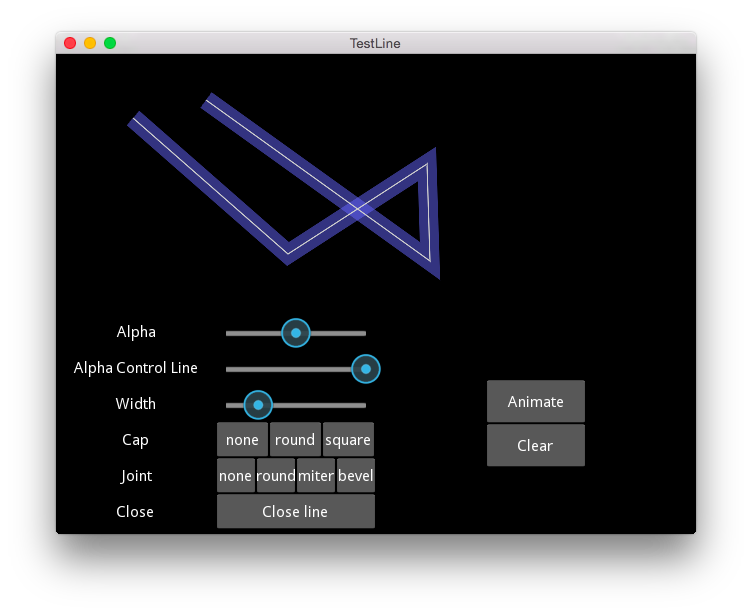 TestLine
Alpha
Alpha Control Line
Width
Cap none round square
Joint none round miter bevel
Close Close line
Animate
Clear